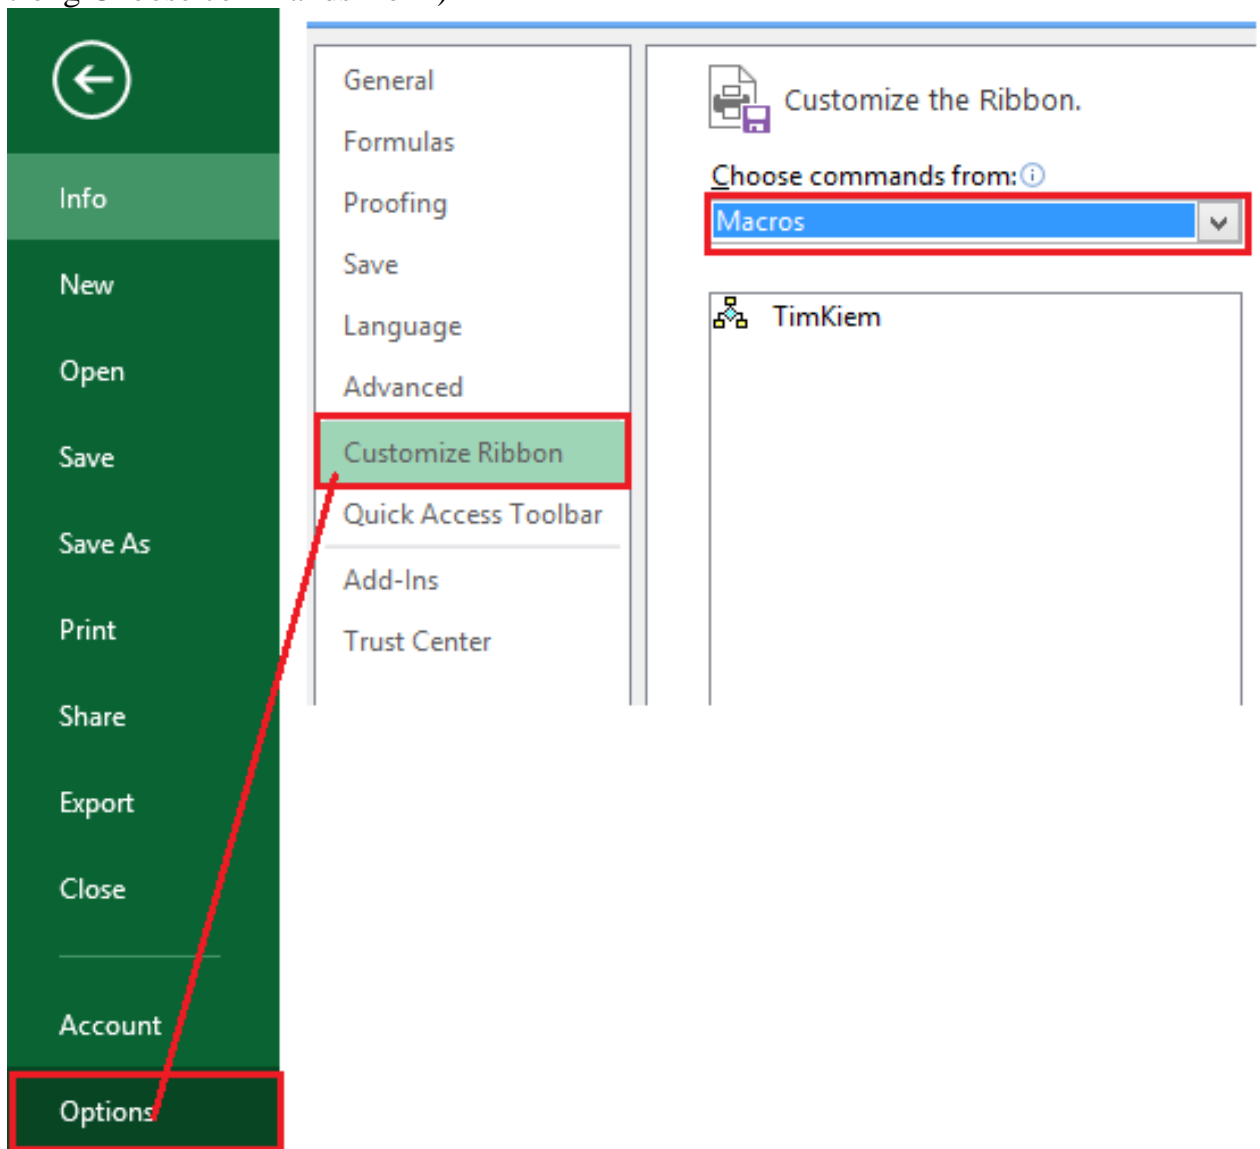 Info
New
Open
Save
Save As
Print
Share
Export
Close
Account
Options
General
Formulas
Proofing
Save
Language
Advanced
Customize Ribbon
Quick Access Toolbar
Add-Ins
Trust Center
Customize the Ribbon.
Choose commands from:
Macros
TimKiem